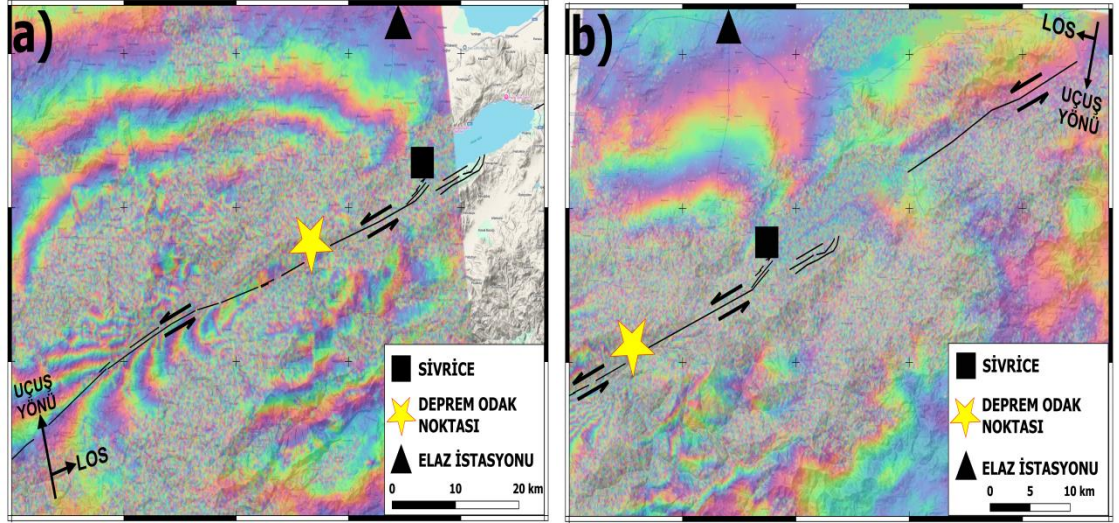 a)
UÇUŞ
YÖNÜ
LOS
SİVRİCE
DEPREM ODAK
NOKTASI
ELAZ İSTASYONU
0 10 20 km
b)
LOS
UÇUŞ
YÖNÜ
SİVRİCE
DEPREM ODAK
NOKTASI
ELAZ İSTASYONU
0 5 10 km